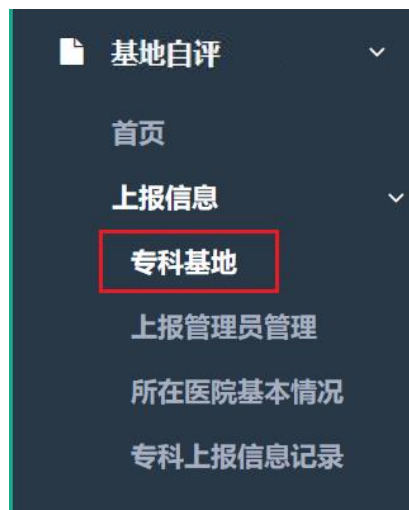 基地自评
首页
上报信息
专科基地
上报管理员管理
所在医院基本情况
专科上报信息记录